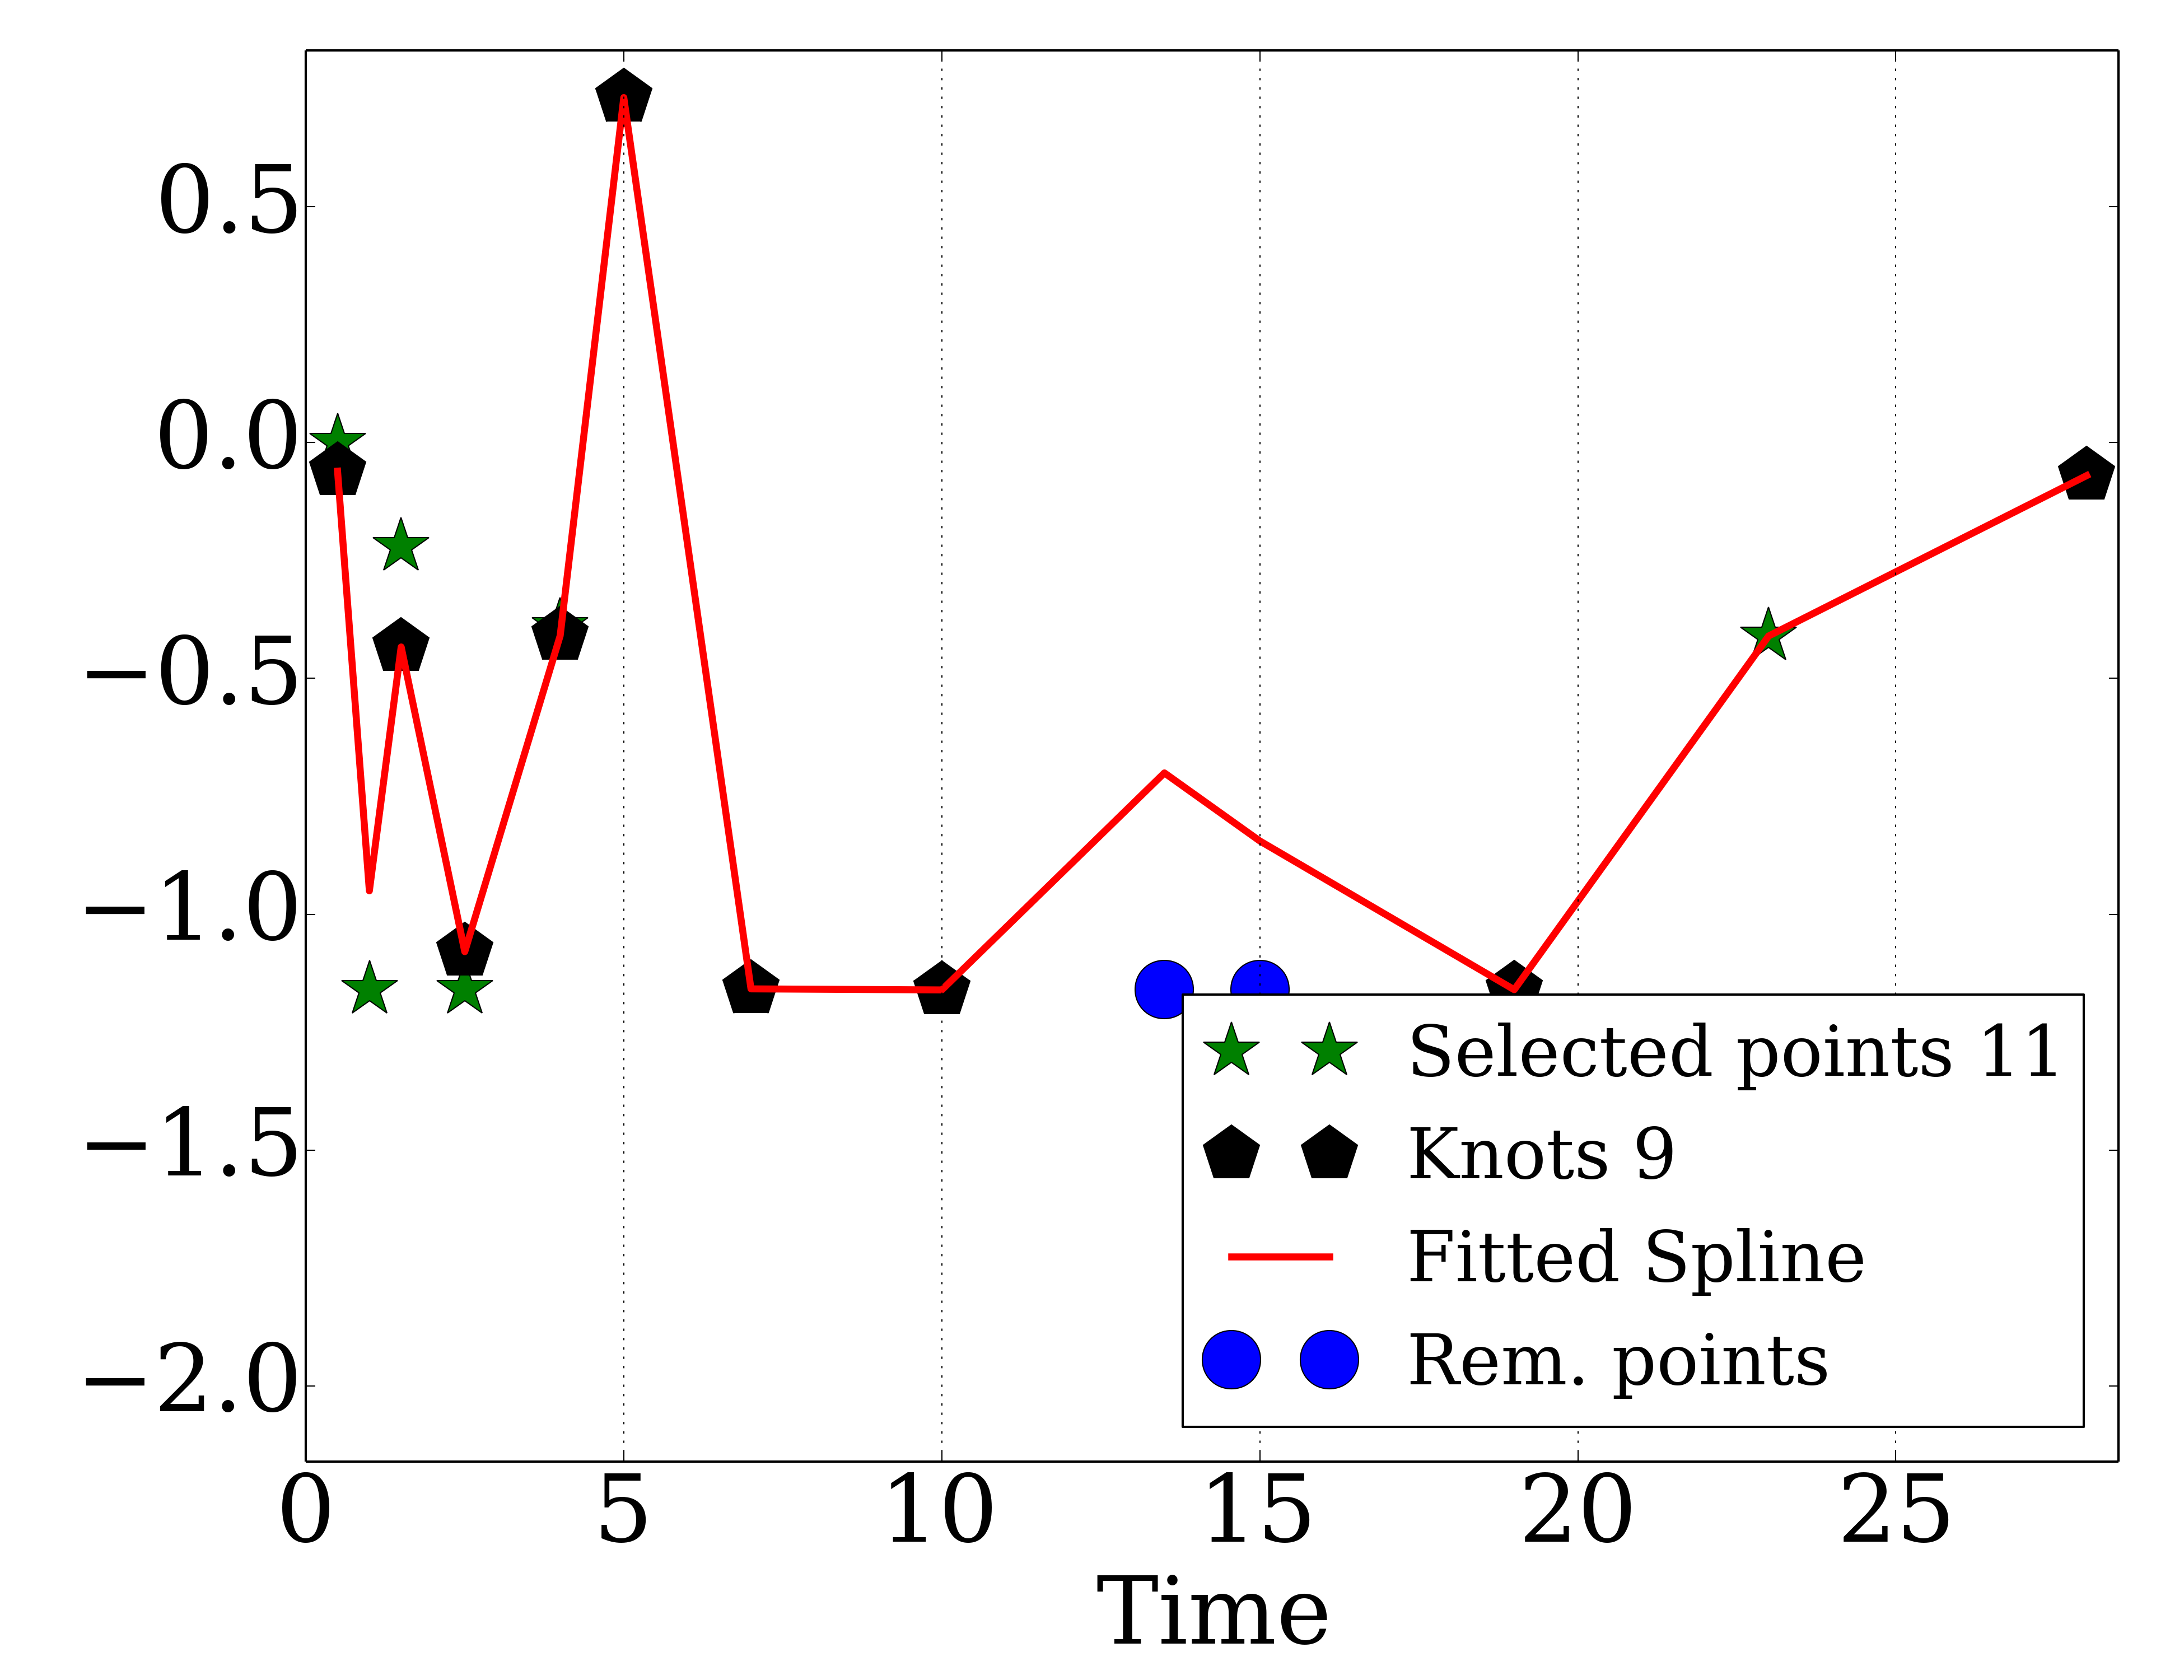 0.5
0.0
−0.5
−1.0
−1.5
−2.0
Selected points 11
Knots 9
Fitted Spline
Rem. points
0 5 10 15 20 25
Time